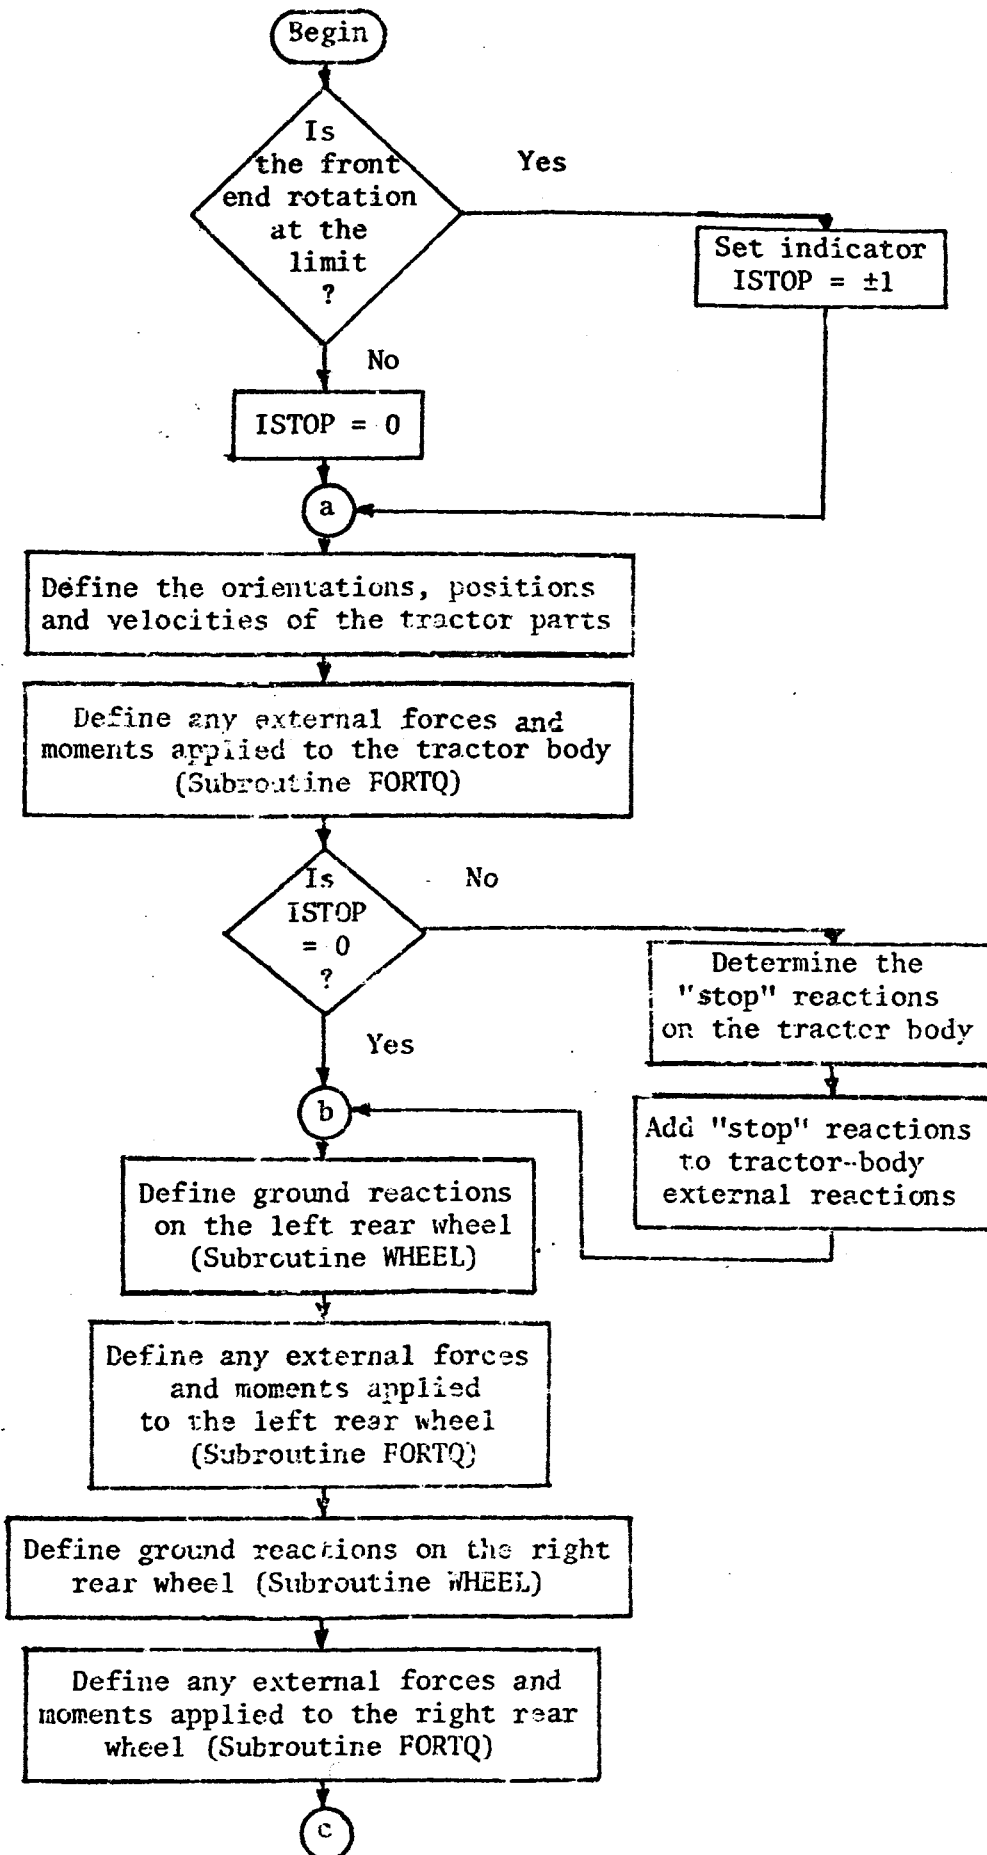 Begin
Is
the front
end rotation
at the
limit
?
Yes
Set indicator
ISTOP = ±1
No
ISTOP = 0
a
Define the orientations, positions
and velocities of the tractor parts
Define any external forces and
moments applied to the tractor body
(Subroutine FORTQ)
Is
ISTOP
= 0
?
No
Determine the
"stop" reactions
on the tractor body
Yes
Add "stop" reactions
to tractor-body
external reactions
b
Define ground reactions
on the left rear wheel
(Subroutine WHEEL)
Define any external forces
and moments applied
to the left rear wheel
(Subroutine FORTQ)
Define ground reactions on the right
rear wheel (Subroutine WHEEL)
Define any external forces and
moments applied to the right rear
wheel (Subroutine FORTQ)
c